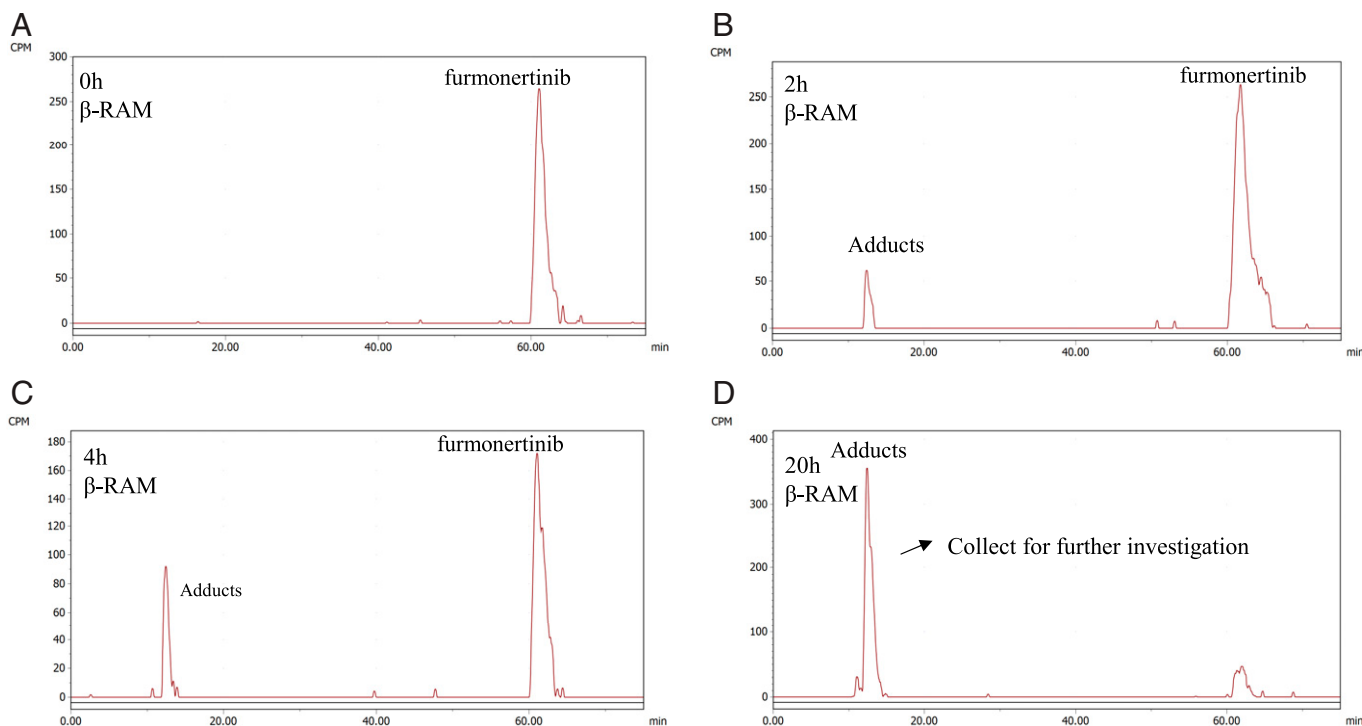 A
CPM
300
250
200
150
100
50
0
0h
β-RAM
furmonertinib
0.00 20.00 40.00 60.00 min
B
CPM
250
200
150
100
50
0
2h
β-RAM
furmonertinib
Adducts
0.00 20.00 40.00 60.00 min
C
CPM
180
160
140
120
100
80
60
40
20
0
4h
β-RAM
furmonertinib
Adducts
0.00 20.00 40.00 60.00 min
D
CPM
400
300
200
100
0
Adducts
20h
β-RAM
Collect for further investigation
0.00 20.00 40.00 60.00 min